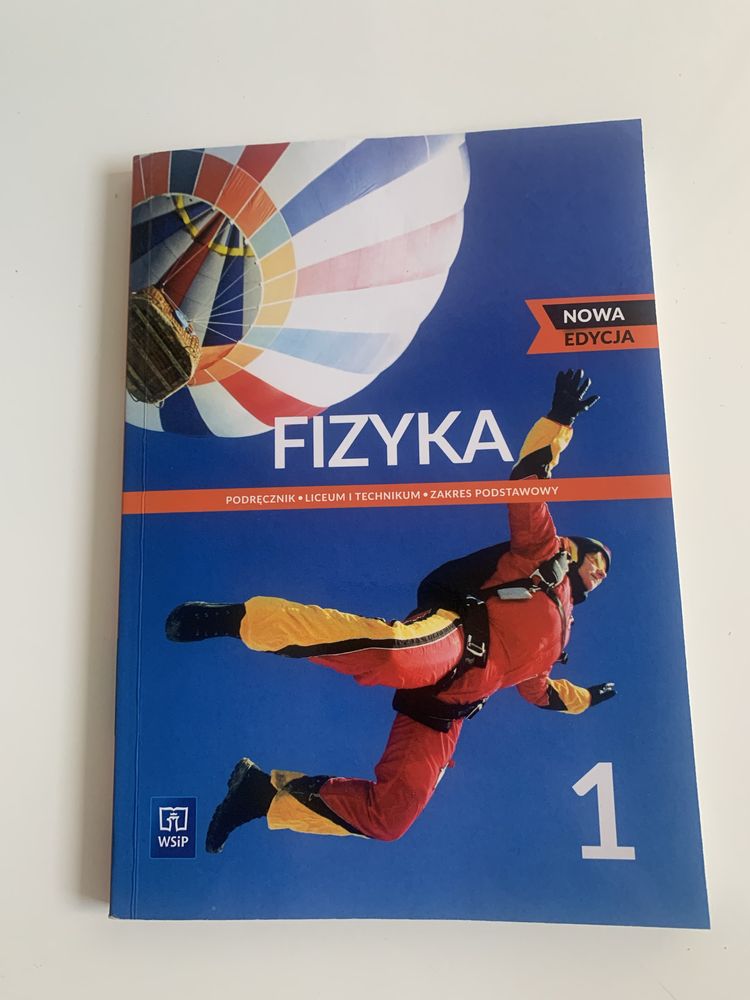 NOWA
EDYCJA
FIZYKA
PODRĘCZNIK • LICEUM I TECHNIKUM • ZAKRES PODSTAWOWY
WSiP
1